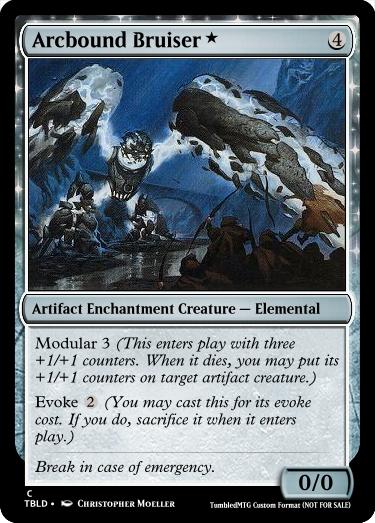 Arcbound Bruiser ★ 4
Artifact Enchantment Creature — Elemental
Modular 3 (This enters play with three
+1/+1 counters. When it dies, you may put its
+1/+1 counters on target artifact creature.)
Evoke 2 (You may cast this for its evoke
cost. If you do, sacrifice it when it enters
play.)
Break in case of emergency.
0/0
C
TBLD • Christopher Moeller
TumbledMTG Custom Format (NOT FOR SALE)